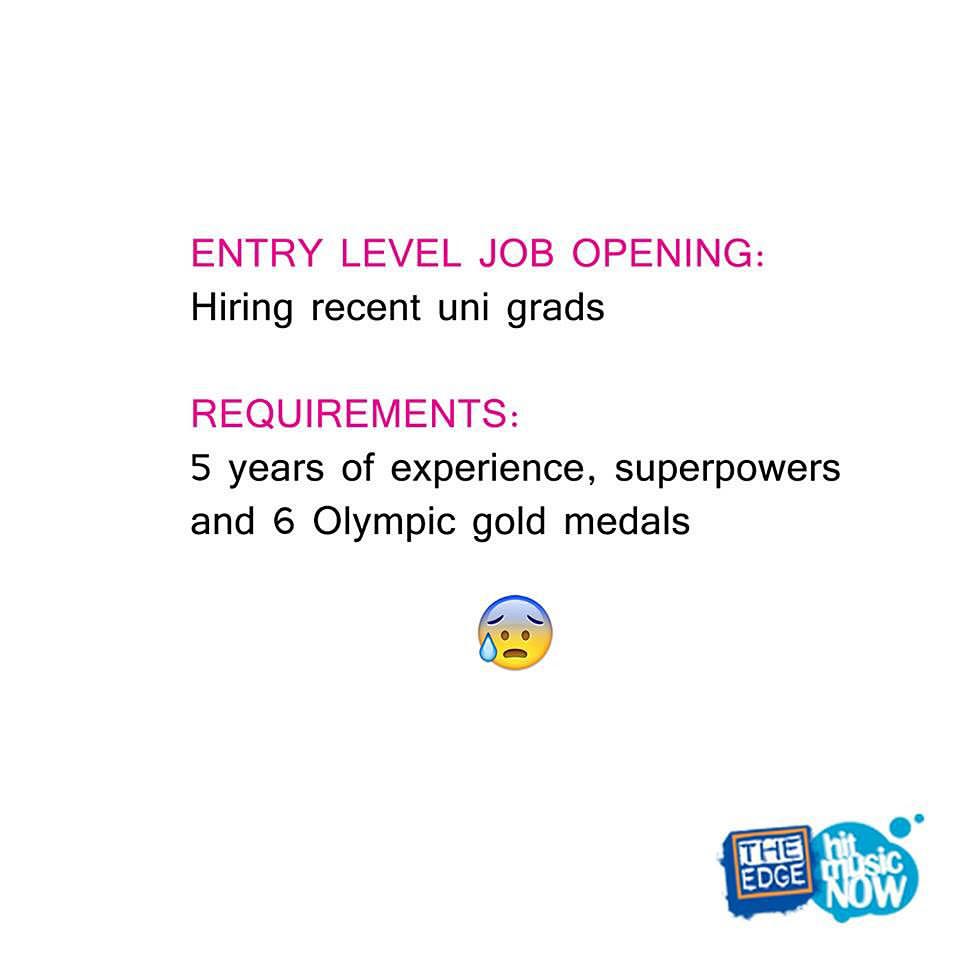 ENTRY LEVEL JOB OPENING:
Hiring recent uni grads
REQUIREMENTS:
5 years of experience, superpowers
and 6 Olympic gold medals
THE
EDGE
hit
music
NOW